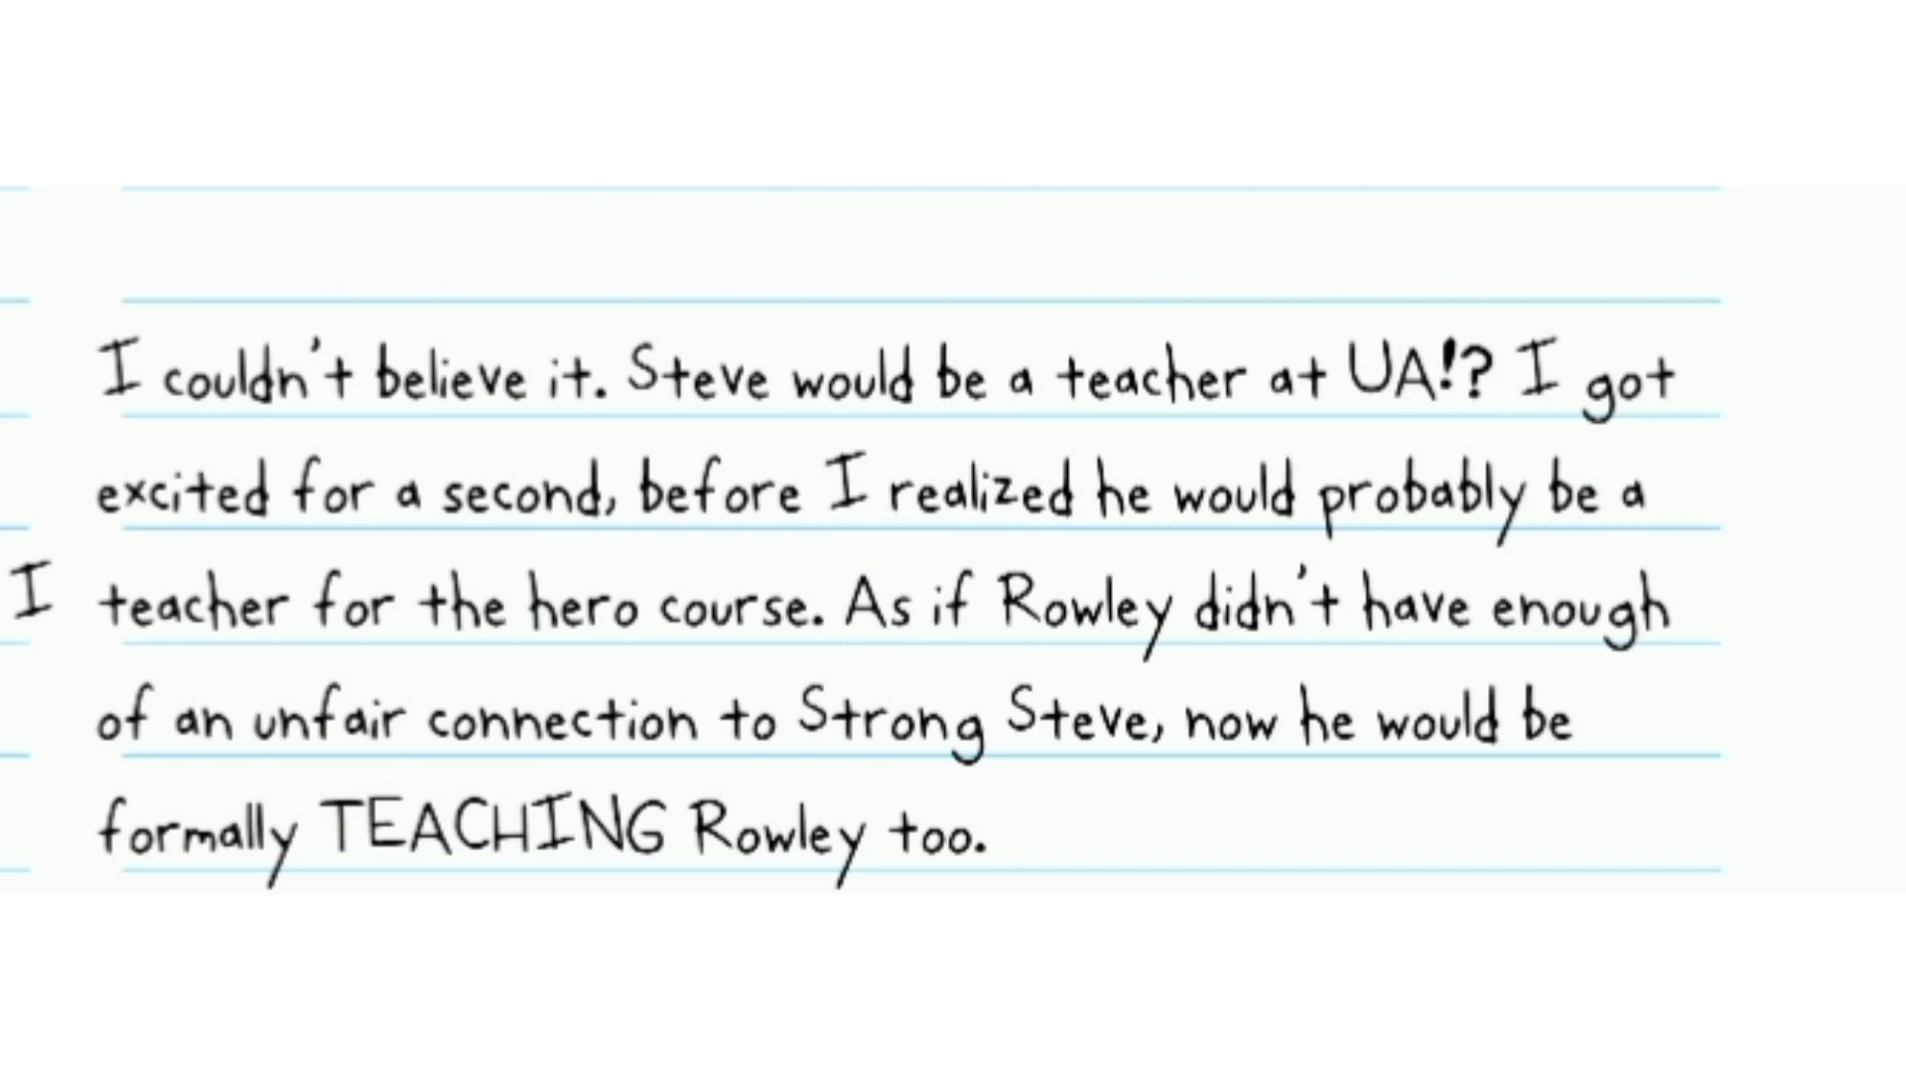 I couldn't believe it. Steve would be a teacher at UA!? I got
excited for a second, before I realized he would probably be a
I
teacher for the hero course. As if Rowley didn't have enough
of an unfair connection to Strong Steve, now he would be
formally TEACHING Rowley too.